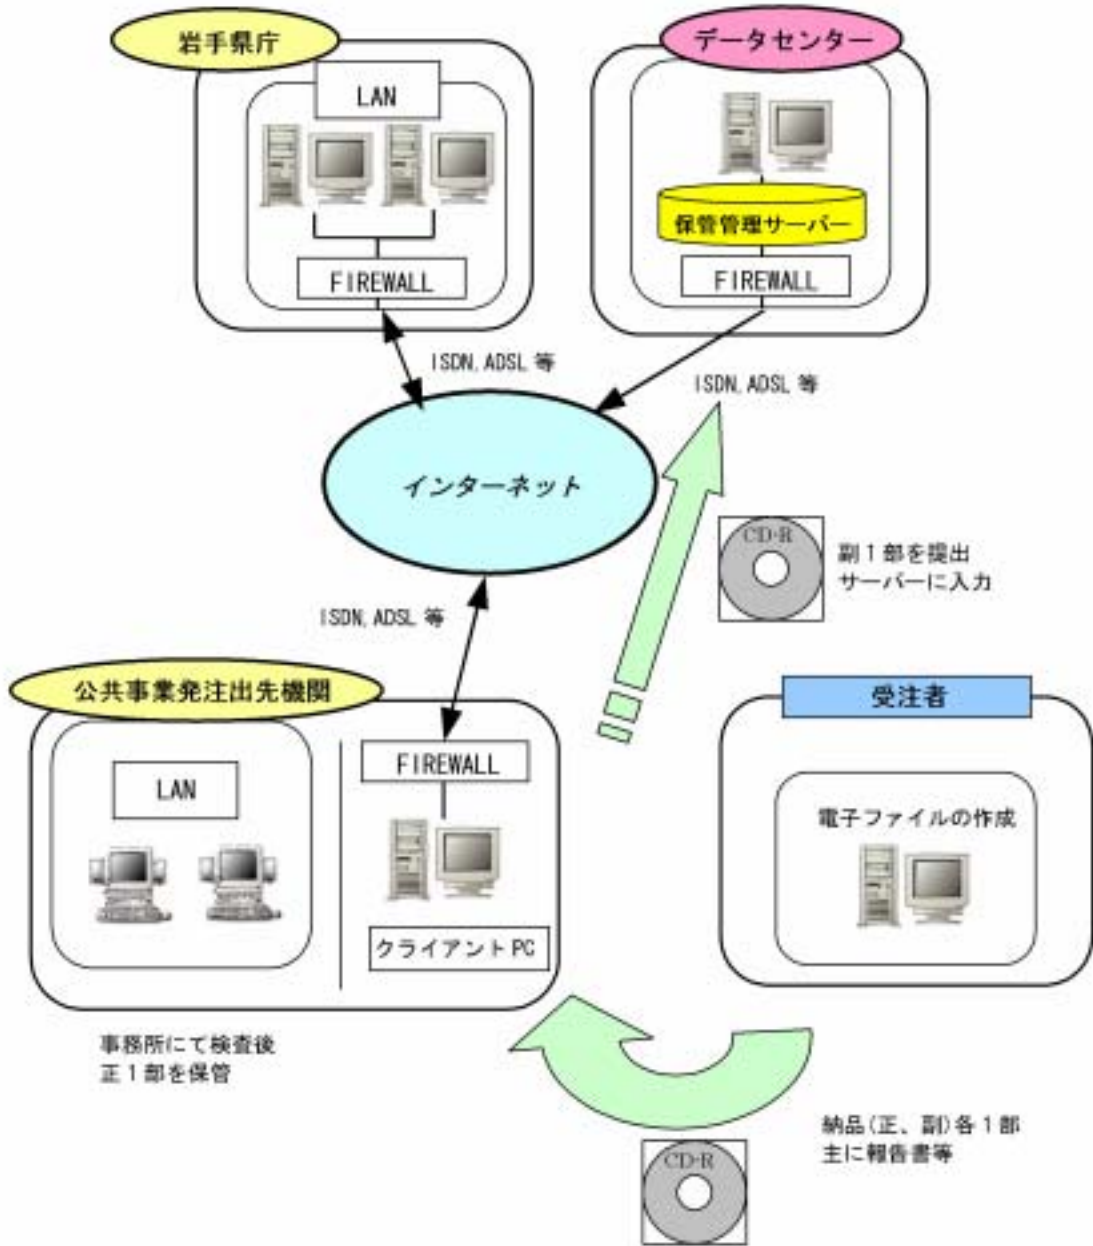 岩手県庁
データセンター
LAN
保管管理サーバー
FIREWALL
FIREWALL
ISDN, ADSL 等
ISDN, ADSL 等
インターネット
CD-R
副１部を提出
サーバーに入力
ISDN, ADSL 等
公共事業発注出先機関
受注者
FIREWALL
LAN
電子ファイルの作成
クライアントPC
事務所にて検査後
正１部を保管
納品(正、副)各１部
主に報告書等
CD-R